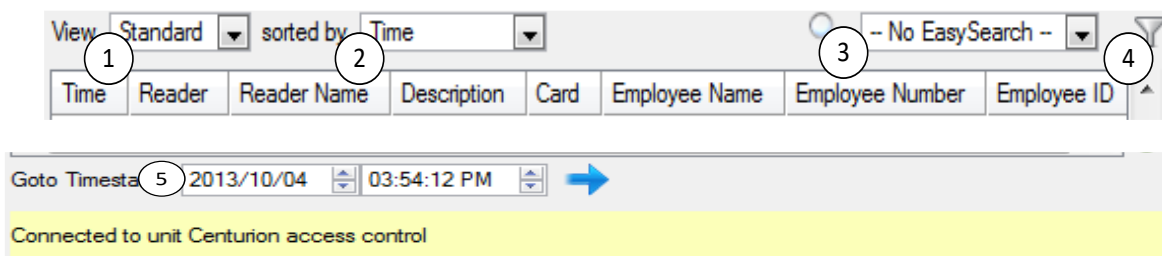 View Standard sorted by Time -- No EasySearch --
1 2 3 4
Time Reader Reader Name Description Card Employee Name Employee Number Employee ID
Goto Timesta 5 2013/10/04 03:54:12 PM
Connected to unit Centurion access control